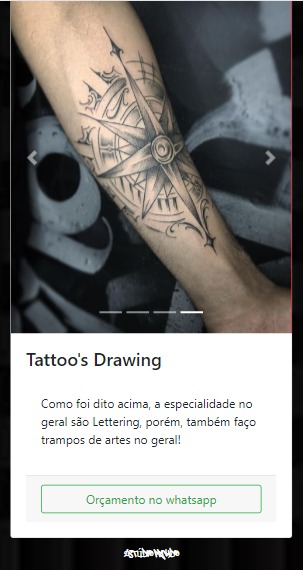 Tattoo's Drawing
Como foi dito acima, a especialidade no
geral são Lettering, porém, também faço
trampos de artes no geral!
Orçamento no whatsapp